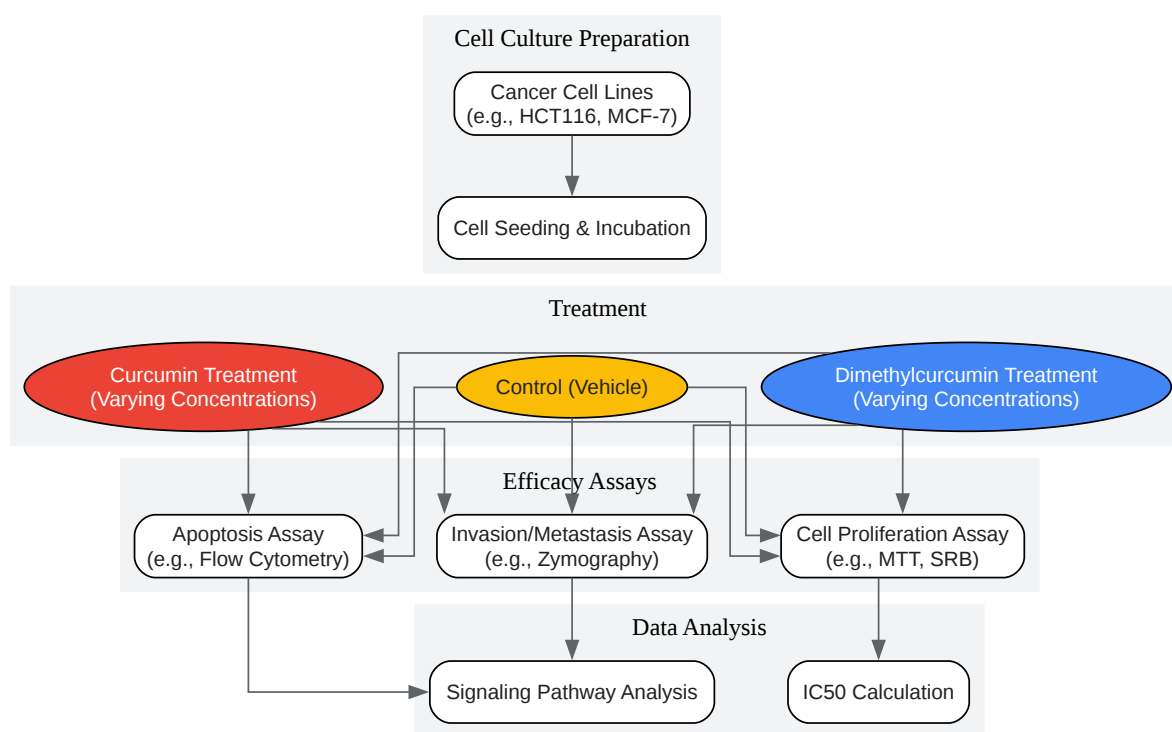 Cell Culture Preparation
Cancer Cell Lines
(e.g., HCT116, MCF-7)
Cell Seeding & Incubation
Treatment
Curcumin Treatment
(Varying Concentrations)
Control (Vehicle)
Dimethylcurcumin Treatment
(Varying Concentrations)
Efficacy Assays
Apoptosis Assay
(e.g., Flow Cytometry)
Invasion/Metastasis Assay
(e.g., Zymography)
Cell Proliferation Assay
(e.g., MTT, SRB)
Data Analysis
Signaling Pathway Analysis
IC50 Calculation